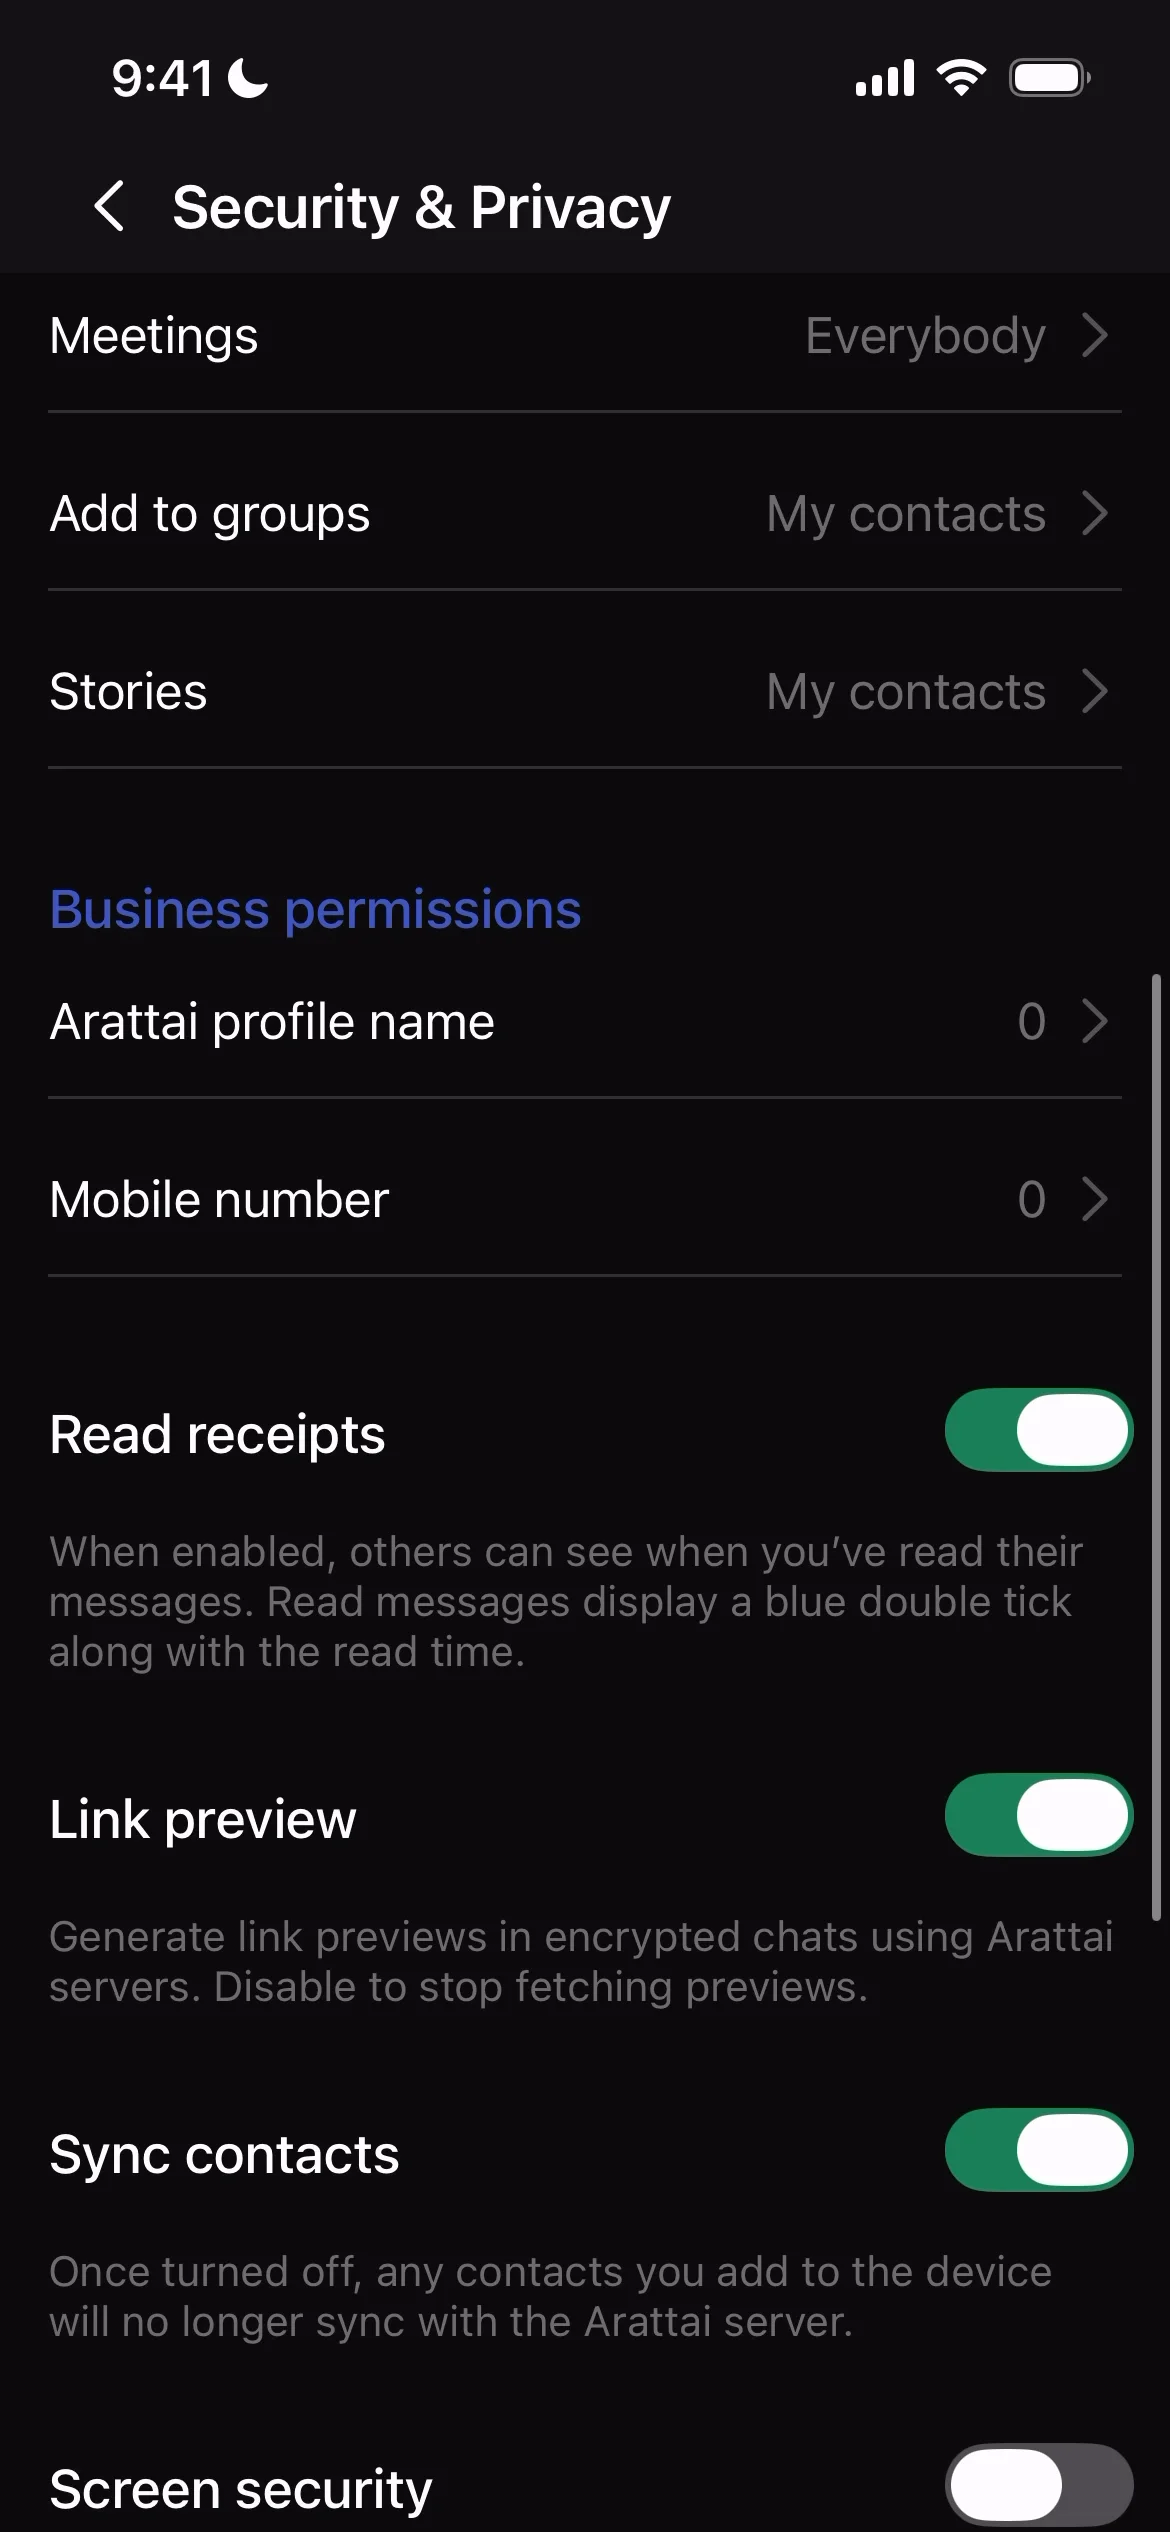 9:41
Security & Privacy
Meetings Everybody
Add to groups My contacts
Stories My contacts
Business permissions
Arattai profile name 0
Mobile number 0
Read receipts
When enabled, others can see when you’ve read their
messages. Read messages display a blue double tick
along with the read time.
Link preview
Generate link previews in encrypted chats using Arattai
servers. Disable to stop fetching previews.
Sync contacts
Once turned off, any contacts you add to the device
will no longer sync with the Arattai server.
Screen security